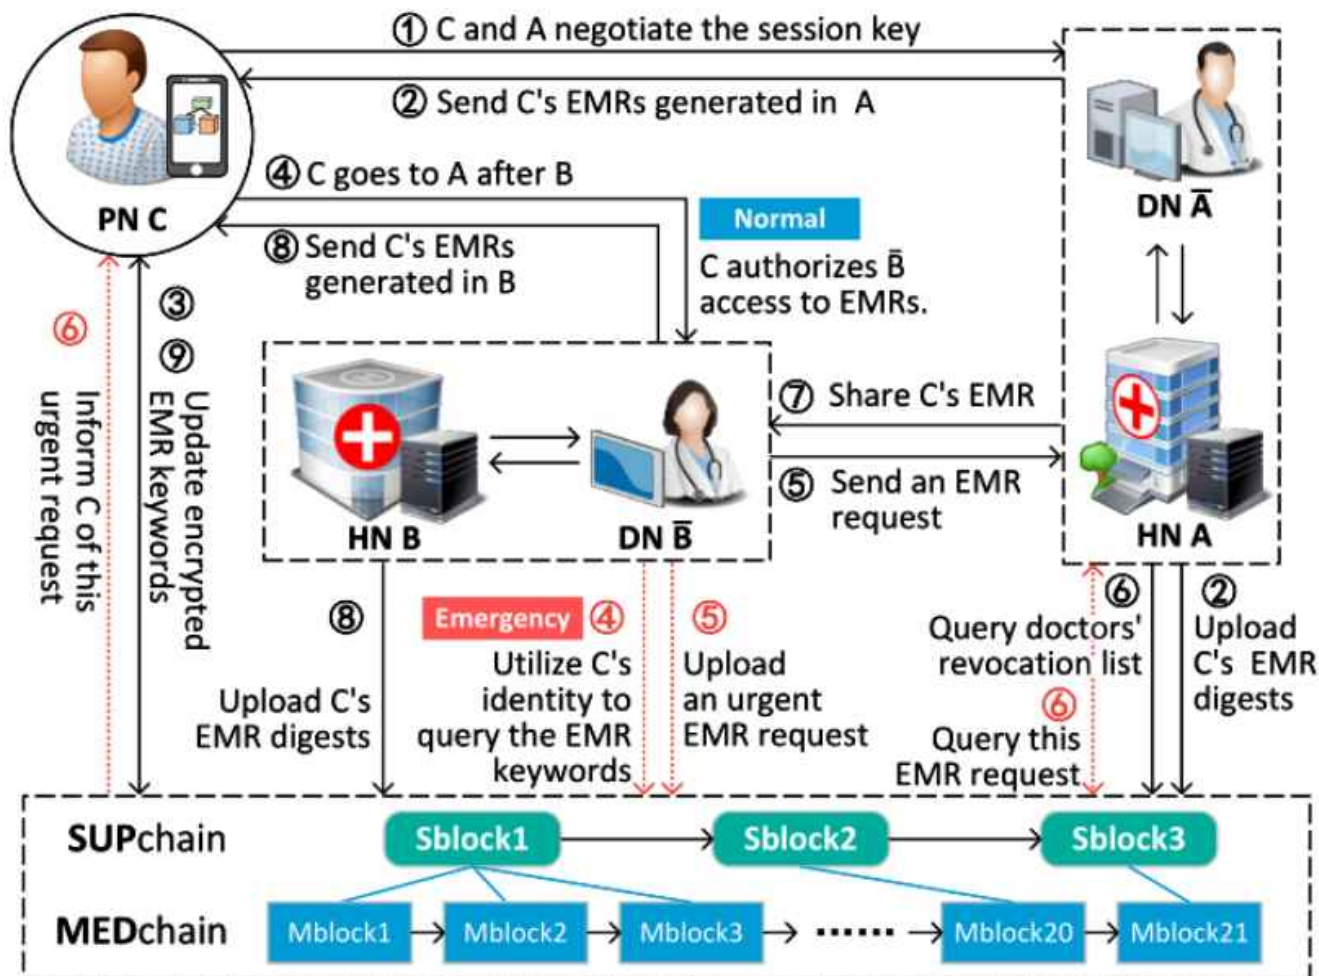 ① C and A negotiate the session key
② Send C's EMRs generated in A
PN C
④ C goes to A after B
⑧ Send C's EMRs
generated in B
Normal
C authorizes B̅
access to EMRs.
DN A̅
③
⑨
Update encrypted
EMR keywords
⑥
Inform C of this
urgent request
HN B
DN B̅
⑦ Share C's EMR
⑤ Send an EMR
request
HN A
⑧
Upload C's
EMR digests
Emergency ④
Utilize C's
identity to
query the EMR
keywords
⑤
Upload
an urgent
EMR request
⑥
Query doctors'
revocation list
⑥
Query this
EMR request
②
Upload
C's EMR
digests
SUPchain
Sblock1
Sblock2
Sblock3
MEDchain
Mblock1
Mblock2
Mblock3
......
Mblock20
Mblock21